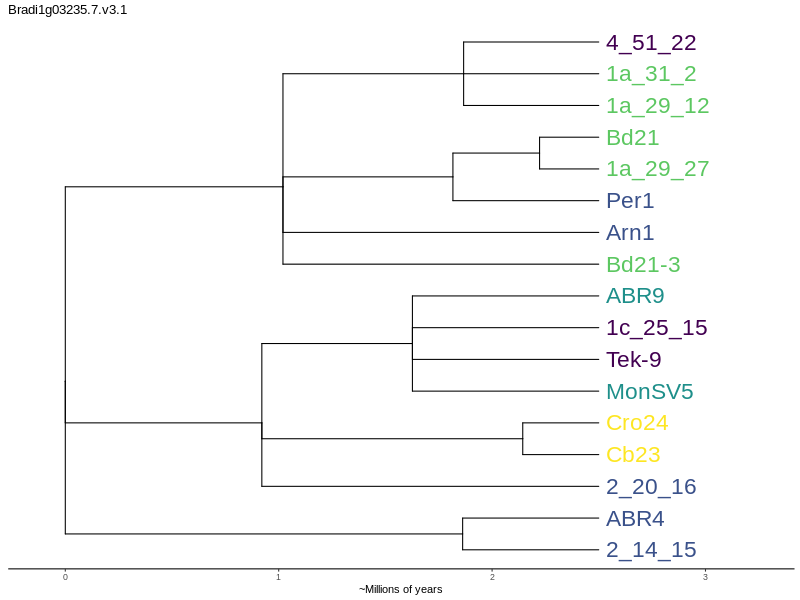 Bradi1g03235.7.v3.1
4_51_22
1a_31_2
1a_29_12
Bd21
1a_29_27
Per1
Arn1
Bd21-3
ABR9
1c_25_15
Tek-9
MonSV5
Cro24
Cb23
2_20_16
ABR4
2_14_15
0 1 2 3
~Millions of years